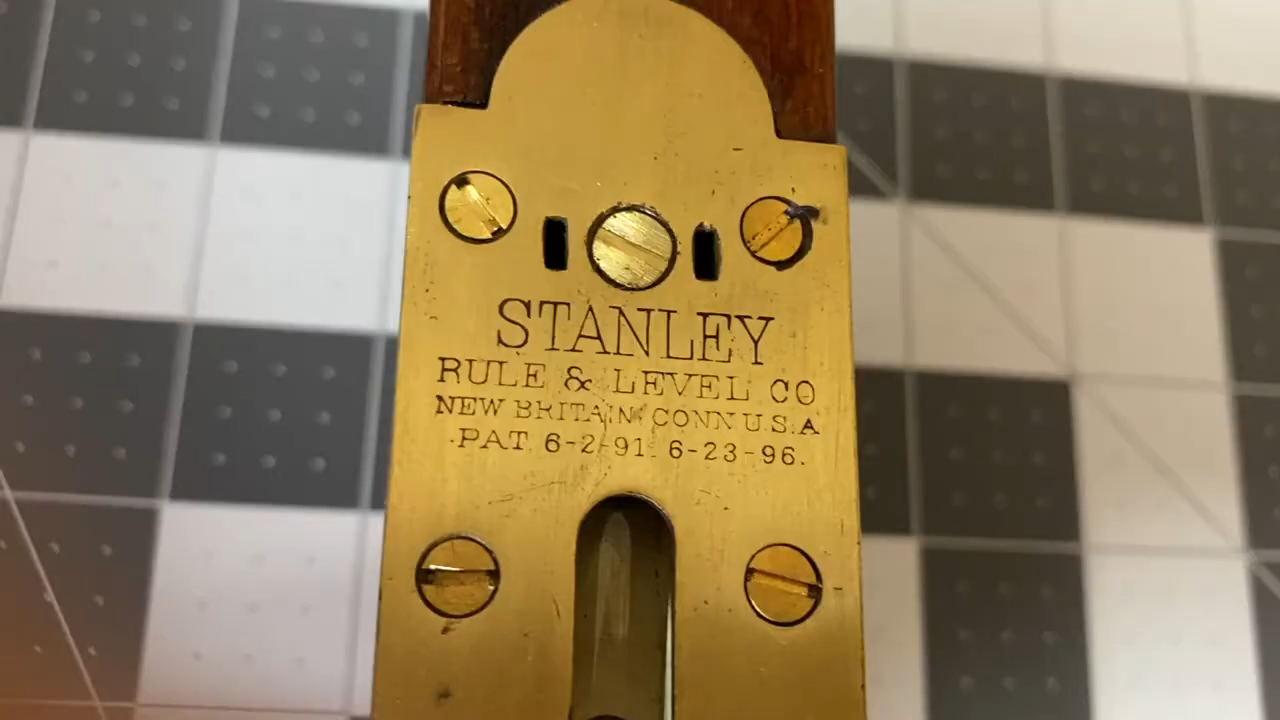 STANLEY
RULE & LEVEL CO
NEW BRITAIN CONN U.S.A
PAT 6-2-91 6-23-96.